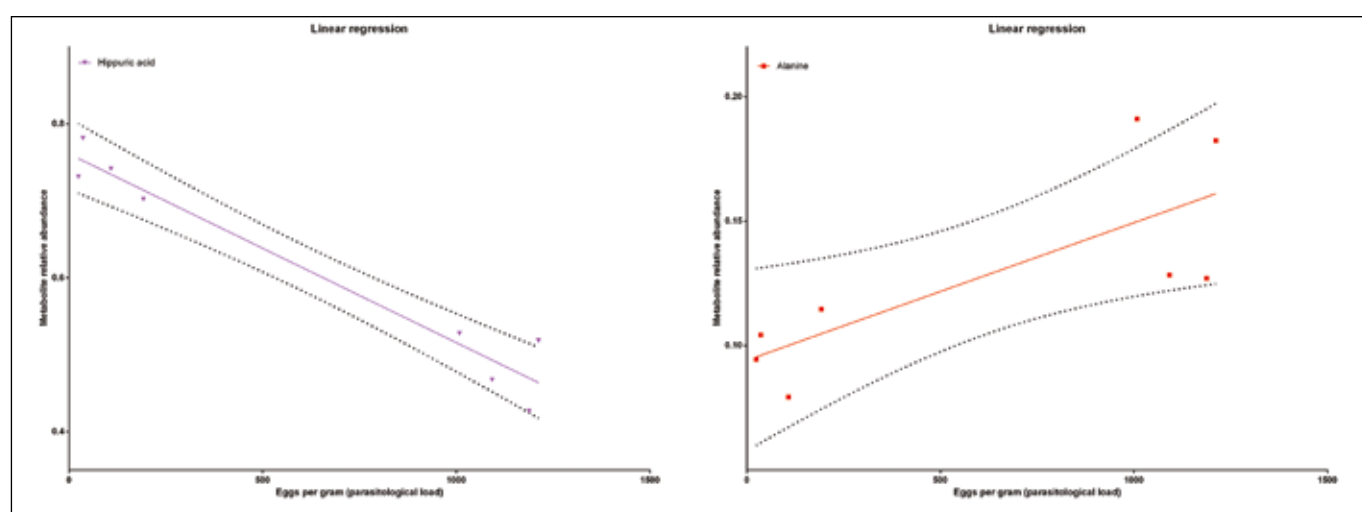 Linear regression
Hippuric acid
Metabolite relative abundance
0.8
0.6
0.4
0
500
1000
1500
Eggs per gram (parasitological load)
Linear regression
Alanine
Metabolite relative abundance
0.20
0.15
0.10
0
500
1000
1500
Eggs per gram (parasitological load)